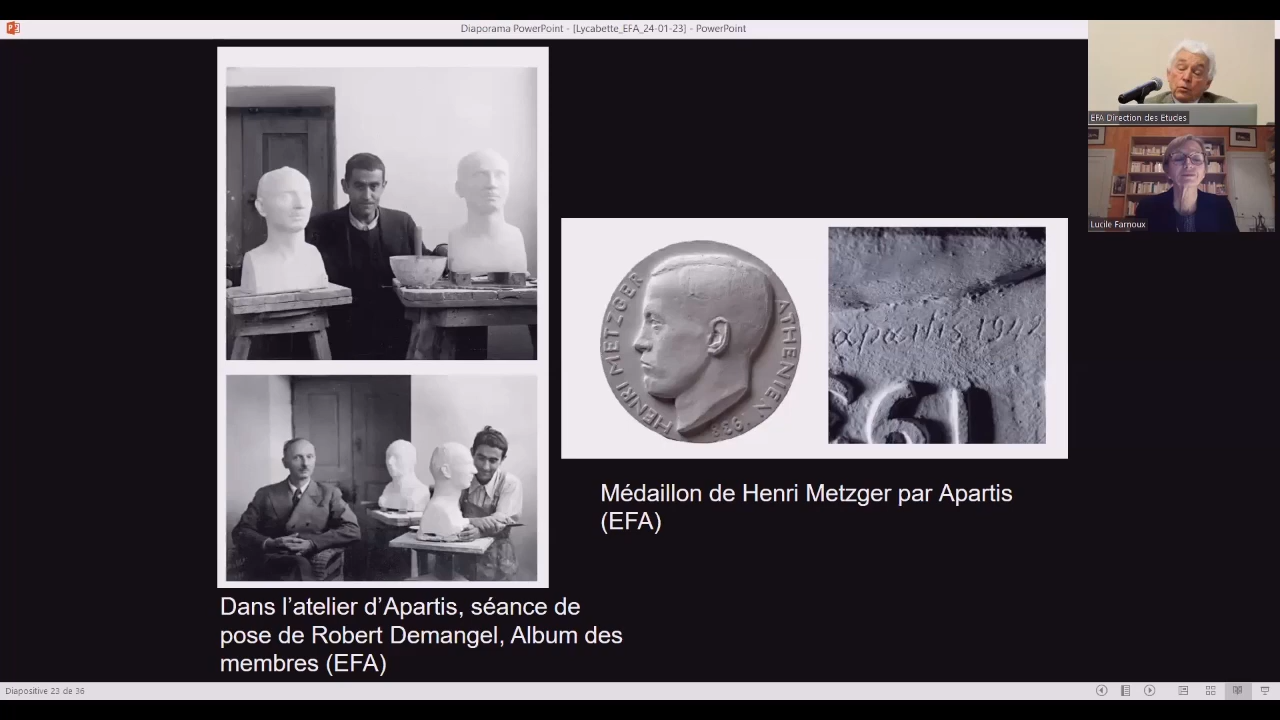 Diaporama PowerPoint - [Lycabette_EFA_24-01-23] - PowerPoint
EFA Direction des Etudes
Lucile Farnoux
HENRI METZGER
ATHENIEN
apartis 19
Médaillon de Henri Metzger par Apartis
(EFA)
Dans l’atelier d’Apartis, séance de
pose de Robert Demangel, Album des
membres (EFA)
Diapositive 23 de 36